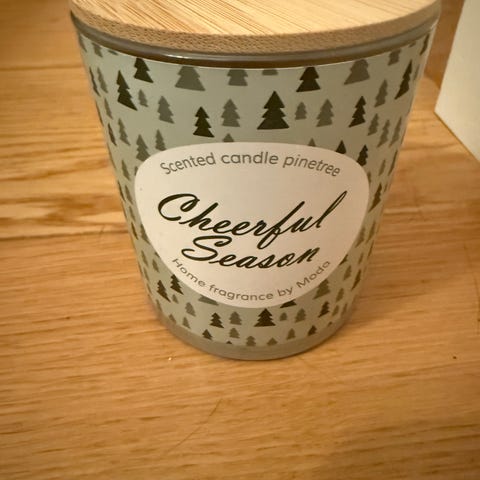 Scented candle pinetree
Cheerful
Season
Home fragrance by Moda